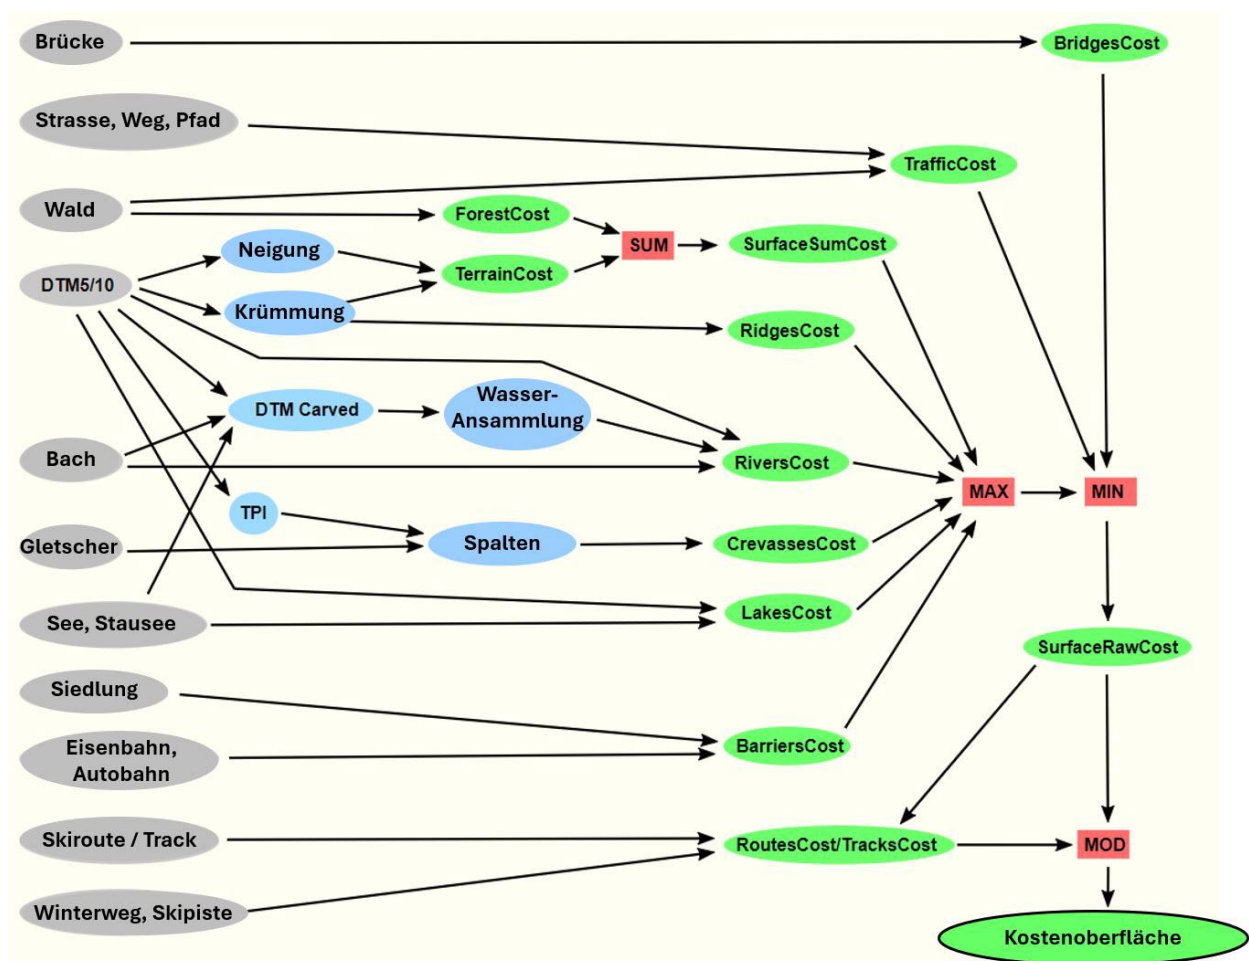 Brücke
BridgesCost
Strasse, Weg, Pfad
TrafficCost
Wald
ForestCost
SUM
SurfaceSumCost
Neigung
TerrainCost
DTM5/10
Krümmung
RidgesCost
DTM Carved
Wasser-
Ansammlung
Bach
RiversCost
MAX
MIN
TPI
Gletscher
Spalten
CrevassesCost
See, Stausee
LakesCost
SurfaceRawCost
Siedlung
Eisenbahn,
Autobahn
BarriersCost
Skiroute / Track
RoutesCost/TracksCost
MOD
Winterweg, Skipiste
Kostenoberfläche